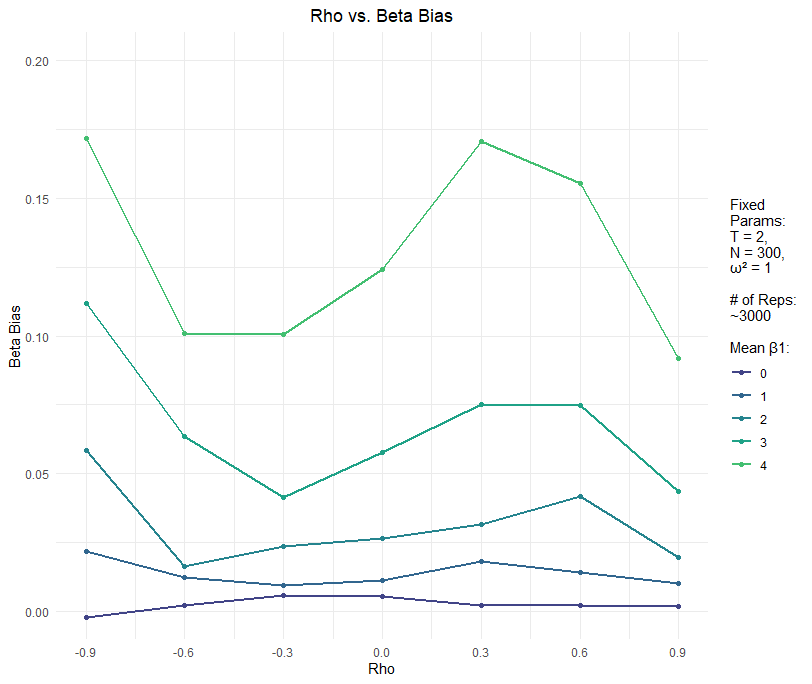 Rho vs. Beta Bias
0.20
0.15
0.10
0.05
0.00
Beta Bias
-0.9
-0.6
-0.3
0.0
0.3
0.6
0.9
Rho
Fixed
Params:
T = 2,
N = 300,
ω² = 1
# of Reps:
~3000
Mean β1:
0
1
2
3
4